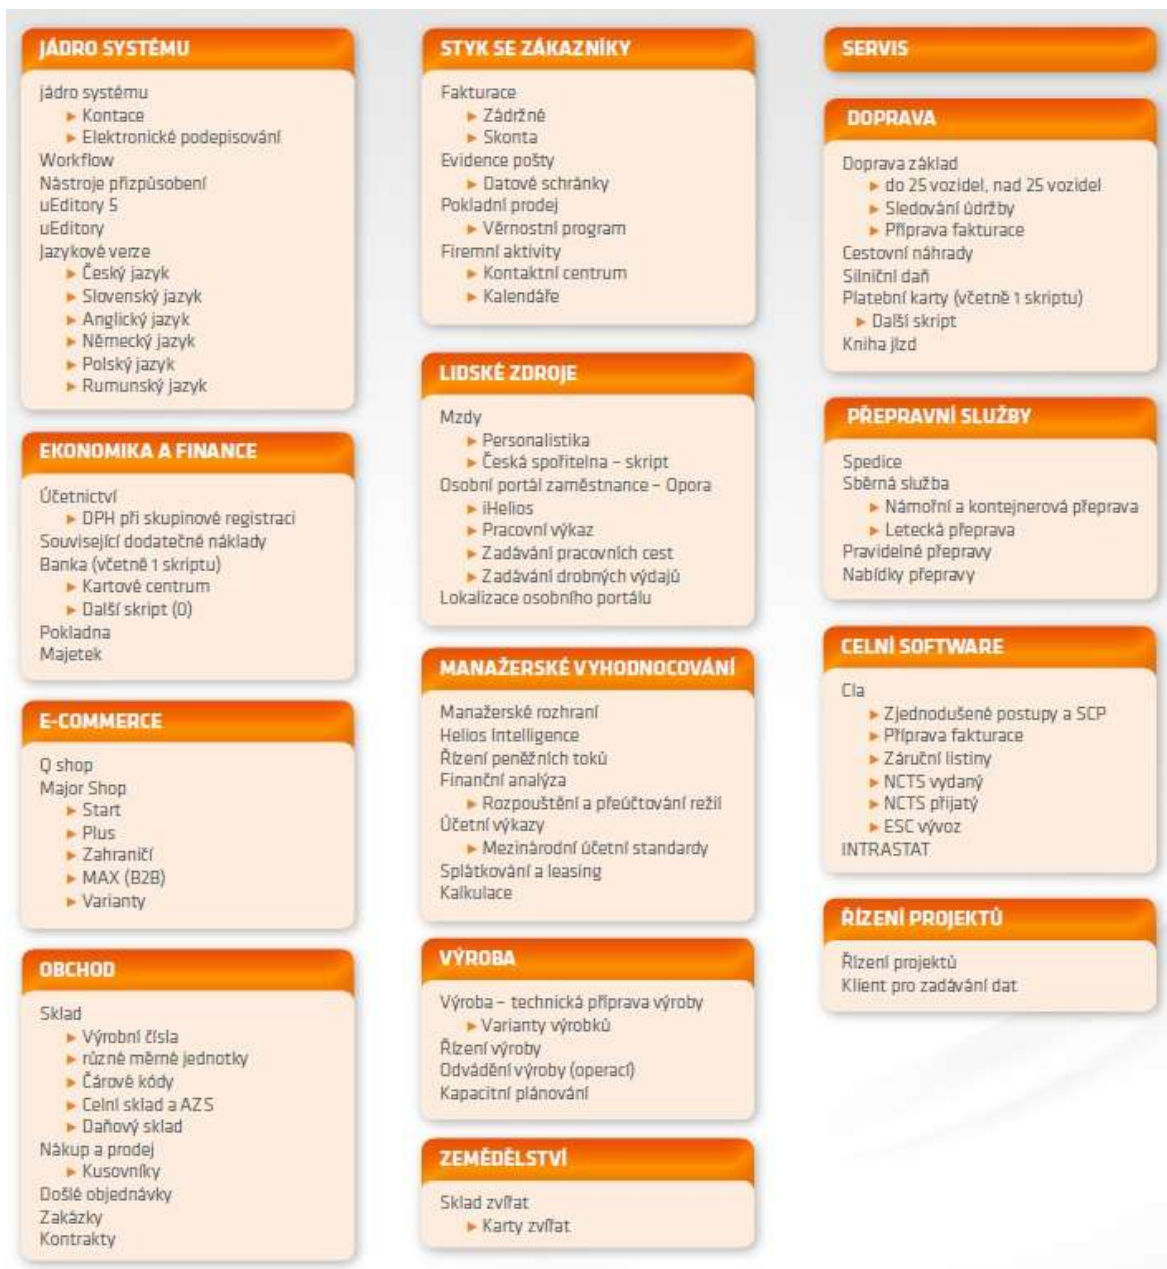 JÁDRO SYSTÉMU
jádro systému
► Kontace
► Elektronické podepisování
Workflow
Nástroje přizpůsobení
uEditory 5
uEditory
Jazykové verze
► Český jazyk
► Slovenský jazyk
► Anglický jazyk
► Německý jazyk
► Polský jazyk
► Rumunský jazyk
EKONOMIKA A FINANCE
Účetnictví
► DPH při skupinové registraci
Související dodatečné náklady
Banka (včetně 1 skriptu)
► Kartové centrum
► Další skript (0)
Pokladna
Majetek
E-COMMERCE
Q shop
Major Shop
► Start
► Plus
► Zahraničí
► MAX (B2B)
► Varianty
OBCHOD
Sklad
► Výrobní čísla
► různé měrné jednotky
► Čárové kódy
► Celní sklad a AZS
► Daňový sklad
Nákup a prodej
► Kusovníky
Došlé objednávky
Zakázky
Kontrakty
STYK SE ZÁKAZNÍKY
Fakturace
► Zádržné
► Skonta
Evidence pošty
► Datové schránky
Pokladní prodej
► Věrnostní program
Firemní aktivity
► Kontaktní centrum
► Kalendáře
LIDSKÉ ZDROJE
Mzdy
► Personalistika
► Česká spořitelna – skript
Osobní portál zaměstnance – Opora
► iHelios
► Pracovní výkaz
► Zadávání pracovních cest
► Zadávání drobných výdajů
Lokalizace osobního portálu
MANAŽERSKÉ VYHODNOCOVÁNÍ
Manažerské rozhraní
Helios Intelligence
Řízení peněžních toků
Finanční analýza
► Rozpouštění a přeúčtování režií
Účetní výkazy
► Mezinárodní účetní standardy
Splátkování a leasing
Kalkulace
VÝROBA
Výroba – technická příprava výroby
► Varianty výrobků
Řízení výroby
Odvádění výroby (operací)
Kapacitní plánování
ZEMĚDĚLSTVÍ
Sklad zvířat
► Karty zvířat
SERVIS
DOPRAVA
Doprava základ
► do 25 vozidel, nad 25 vozidel
► Sledování údržby
► Příprava fakturace
Cestovní náhrady
Silniční daň
Platební karty (včetně 1 skriptu)
► Další skript
Kniha jízd
PŘEPRAVNÍ SLUŽBY
Spedice
Sběrná služba
► Námořní a kontejnerová přeprava
► Letecká přeprava
Pravidelné přepravy
Nabídky přepravy
CELNÍ SOFTWARE
Cla
► Zjednodušené postupy a SCP
► Příprava fakturace
► Záruční listiny
► NCTS vydaný
► NCTS přijatý
► ESC vývoz
INTRASTAT
ŘÍZENÍ PROJEKTŮ
Řízení projektů
Klient pro zadávání dat